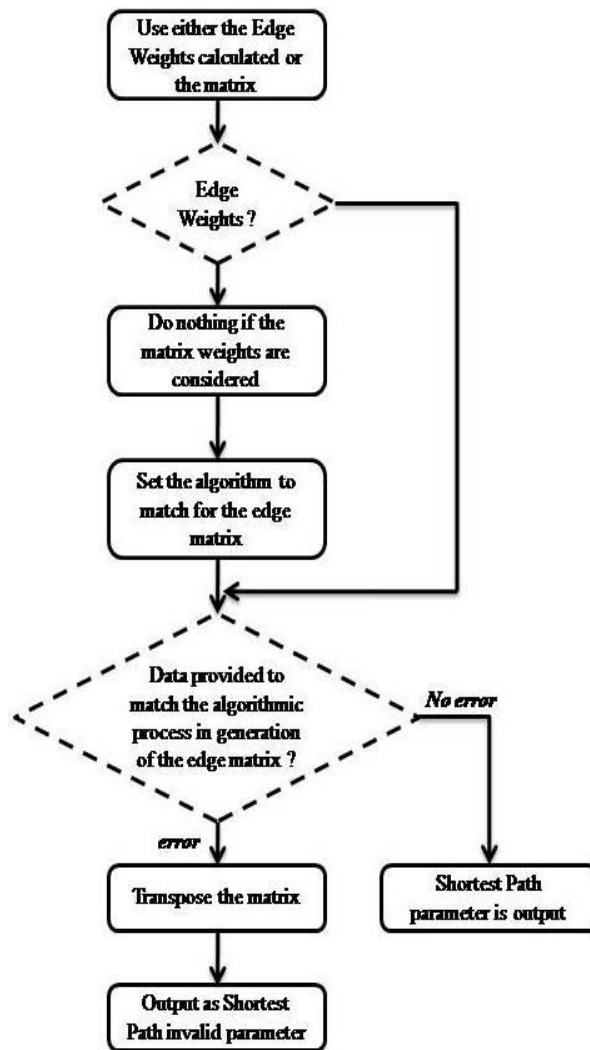 Use either the Edge
Weights calculated or
the matrix
Edge
Weights ?
Do nothing if the
matrix weights are
considered
Set the algorithm to
match for the edge
matrix
Data provided to
match the algorithmic
process in generation
of the edge matrix ?
No error
error
Transpose the matrix
Shortest Path
parameter is output
Output as Shortest
Path invalid parameter